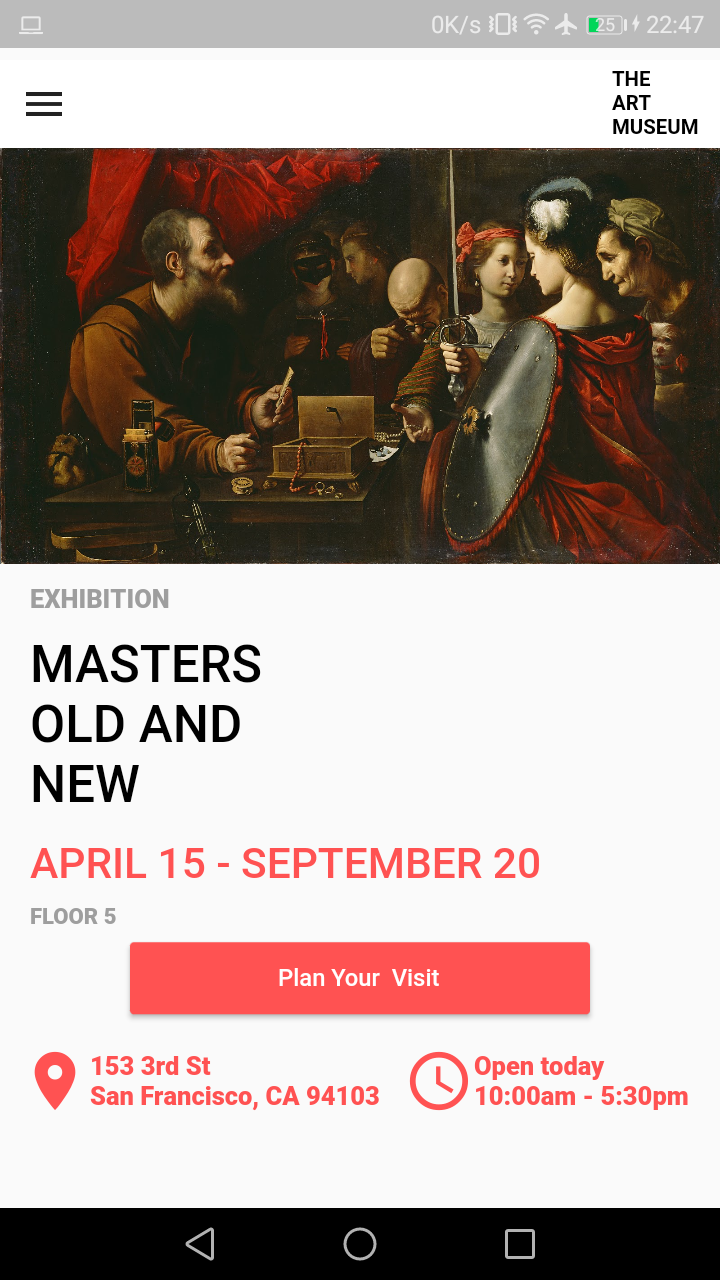 0K/s 25 22:47
THE
ART
MUSEUM
EXHIBITION
MASTERS
OLD AND
NEW
APRIL 15 - SEPTEMBER 20
FLOOR 5
Plan Your  Visit
153 3rd St
San Francisco, CA 94103
Open today
10:00am - 5:30pm